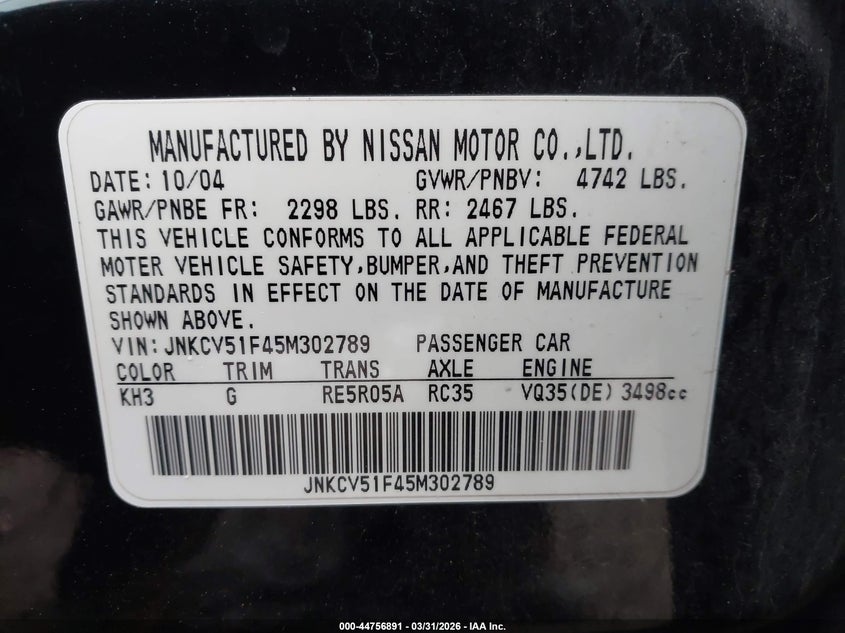 MANUFACTURED BY NISSAN MOTOR CO.,LTD.
DATE: 10/04 GVWR/PNBV: 4742 LBS.
GAWR/PNBE FR: 2298 LBS. RR: 2467 LBS.
THIS VEHICLE CONFORMS TO ALL APPLICABLE FEDERAL
MOTER VEHICLE SAFETY,BUMPER,AND THEFT PREVENTION
STANDARDS IN EFFECT ON THE DATE OF MANUFACTURE
SHOWN ABOVE.
VIN: JNKCV51F45M302789 PASSENGER CAR
COLOR TRIM TRANS AXLE ENGINE
KH3 G RE5R05A RC35 VQ35(DE) 3498cc
JNKCV51F45M302789
000-44756891 | 03/31/2026 - IAA Inc.